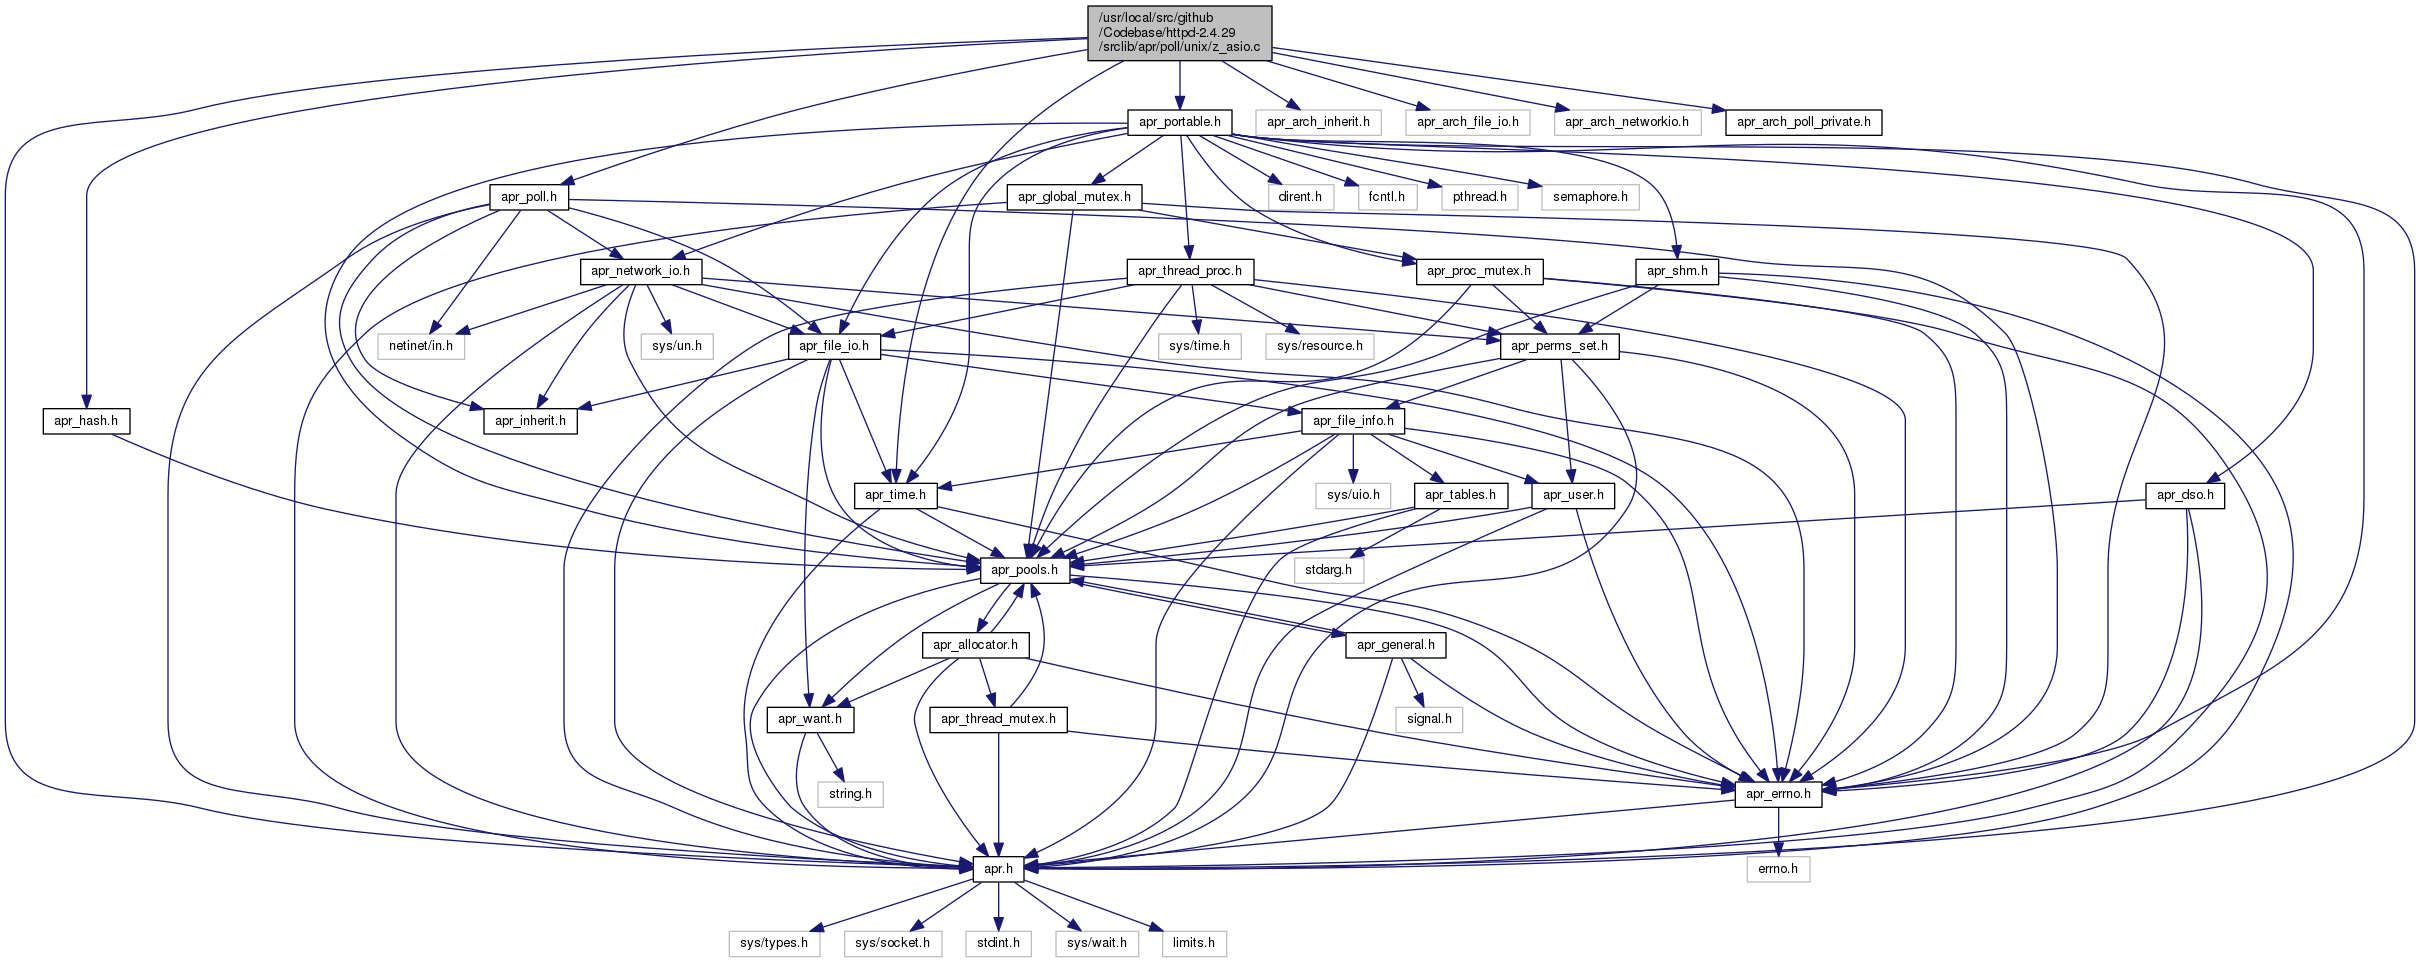 /usr/local/src/github
/Codebase/httpd-2.4.29
/srclib/apr/poll/unix/z_asio.c
apr_portable.h
apr_arch_inherit.h
apr_arch_file_io.h
apr_arch_networkio.h
apr_arch_poll_private.h
apr_poll.h
apr_global_mutex.h
dirent.h
fcntl.h
pthread.h
semaphore.h
apr_network_io.h
apr_thread_proc.h
apr_proc_mutex.h
apr_shm.h
netinet/in.h
sys/un.h
apr_file_io.h
sys/time.h
sys/resource.h
apr_perms_set.h
apr_hash.h
apr_inherit.h
apr_file_info.h
apr_time.h
sys/uio.h
apr_tables.h
apr_user.h
apr_dso.h
apr_pools.h
stdarg.h
apr_allocator.h
apr_general.h
apr_want.h
apr_thread_mutex.h
signal.h
string.h
apr_errno.h
apr.h
errno.h
sys/types.h
sys/socket.h
stdint.h
sys/wait.h
limits.h